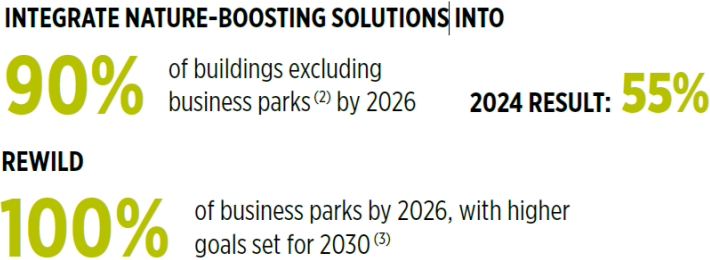 INTEGRATE NATURE-BOOSTING SOLUTIONS INTO
90% of buildings excluding
business parks (2) by 2026
2024 RESULT: 55%
REWILD
100% of business parks by 2026, with higher
goals set for 2030 (3)